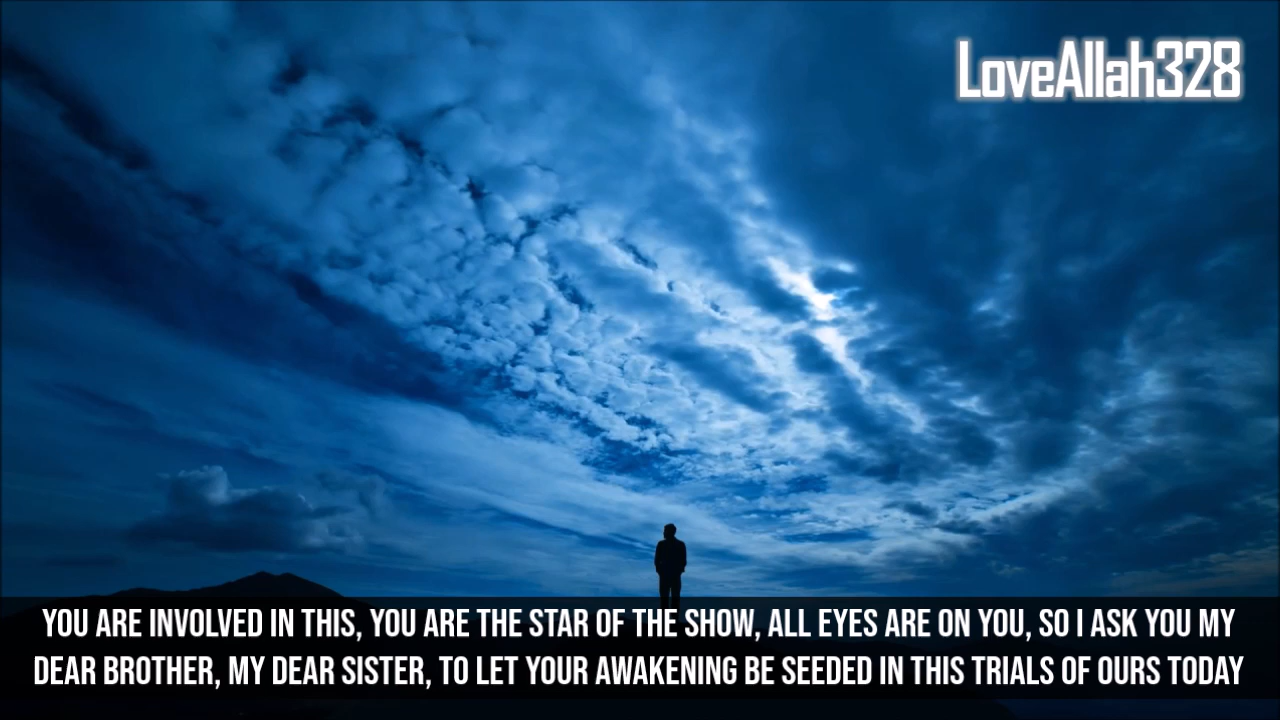 LoveAllah328
YOU ARE INVOLVED IN THIS, YOU ARE THE STAR OF THE SHOW, ALL EYES ARE ON YOU, SO I ASK YOU MY
DEAR BROTHER, MY DEAR SISTER, TO LET YOUR AWAKENING BE SEEDED IN THIS TRIALS OF OURS TODAY